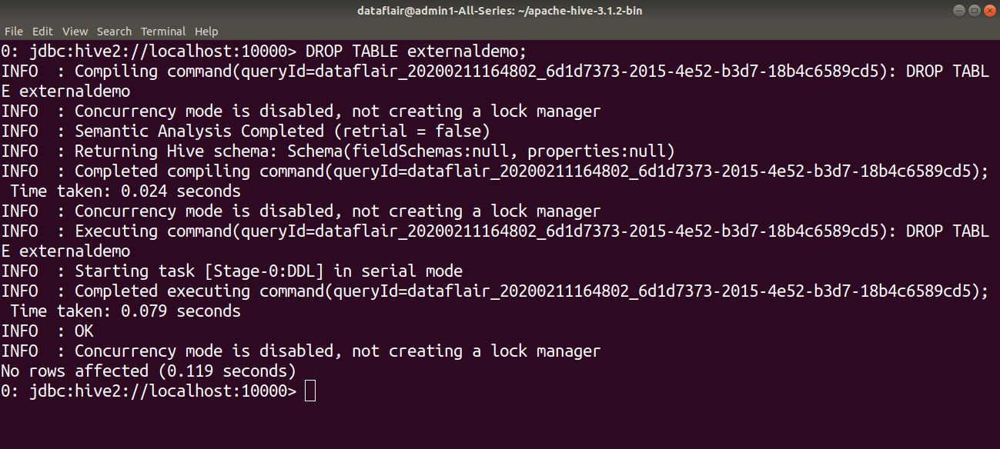 dataflair@admin1-All-Series: ~/apache-hive-3.1.2-bin
File Edit View Search Terminal Help
0: jdbc:hive2://localhost:10000> DROP TABLE externaldemo;
INFO  : Compiling command(queryId=dataflair_20200211164802_6d1d7373-2015-4e52-b3d7-18b4c6589cd5): DROP TABL
E externaldemo
INFO  : Concurrency mode is disabled, not creating a lock manager
INFO  : Semantic Analysis Completed (retrial = false)
INFO  : Returning Hive schema: Schema(fieldSchemas:null, properties:null)
INFO  : Completed compiling command(queryId=dataflair_20200211164802_6d1d7373-2015-4e52-b3d7-18b4c6589cd5);
 Time taken: 0.024 seconds
INFO  : Concurrency mode is disabled, not creating a lock manager
INFO  : Executing command(queryId=dataflair_20200211164802_6d1d7373-2015-4e52-b3d7-18b4c6589cd5): DROP TABL
E externaldemo
INFO  : Starting task [Stage-0:DDL] in serial mode
INFO  : Completed executing command(queryId=dataflair_20200211164802_6d1d7373-2015-4e52-b3d7-18b4c6589cd5);
 Time taken: 0.079 seconds
INFO  : OK
INFO  : Concurrency mode is disabled, not creating a lock manager
No rows affected (0.119 seconds)
0: jdbc:hive2://localhost:10000>